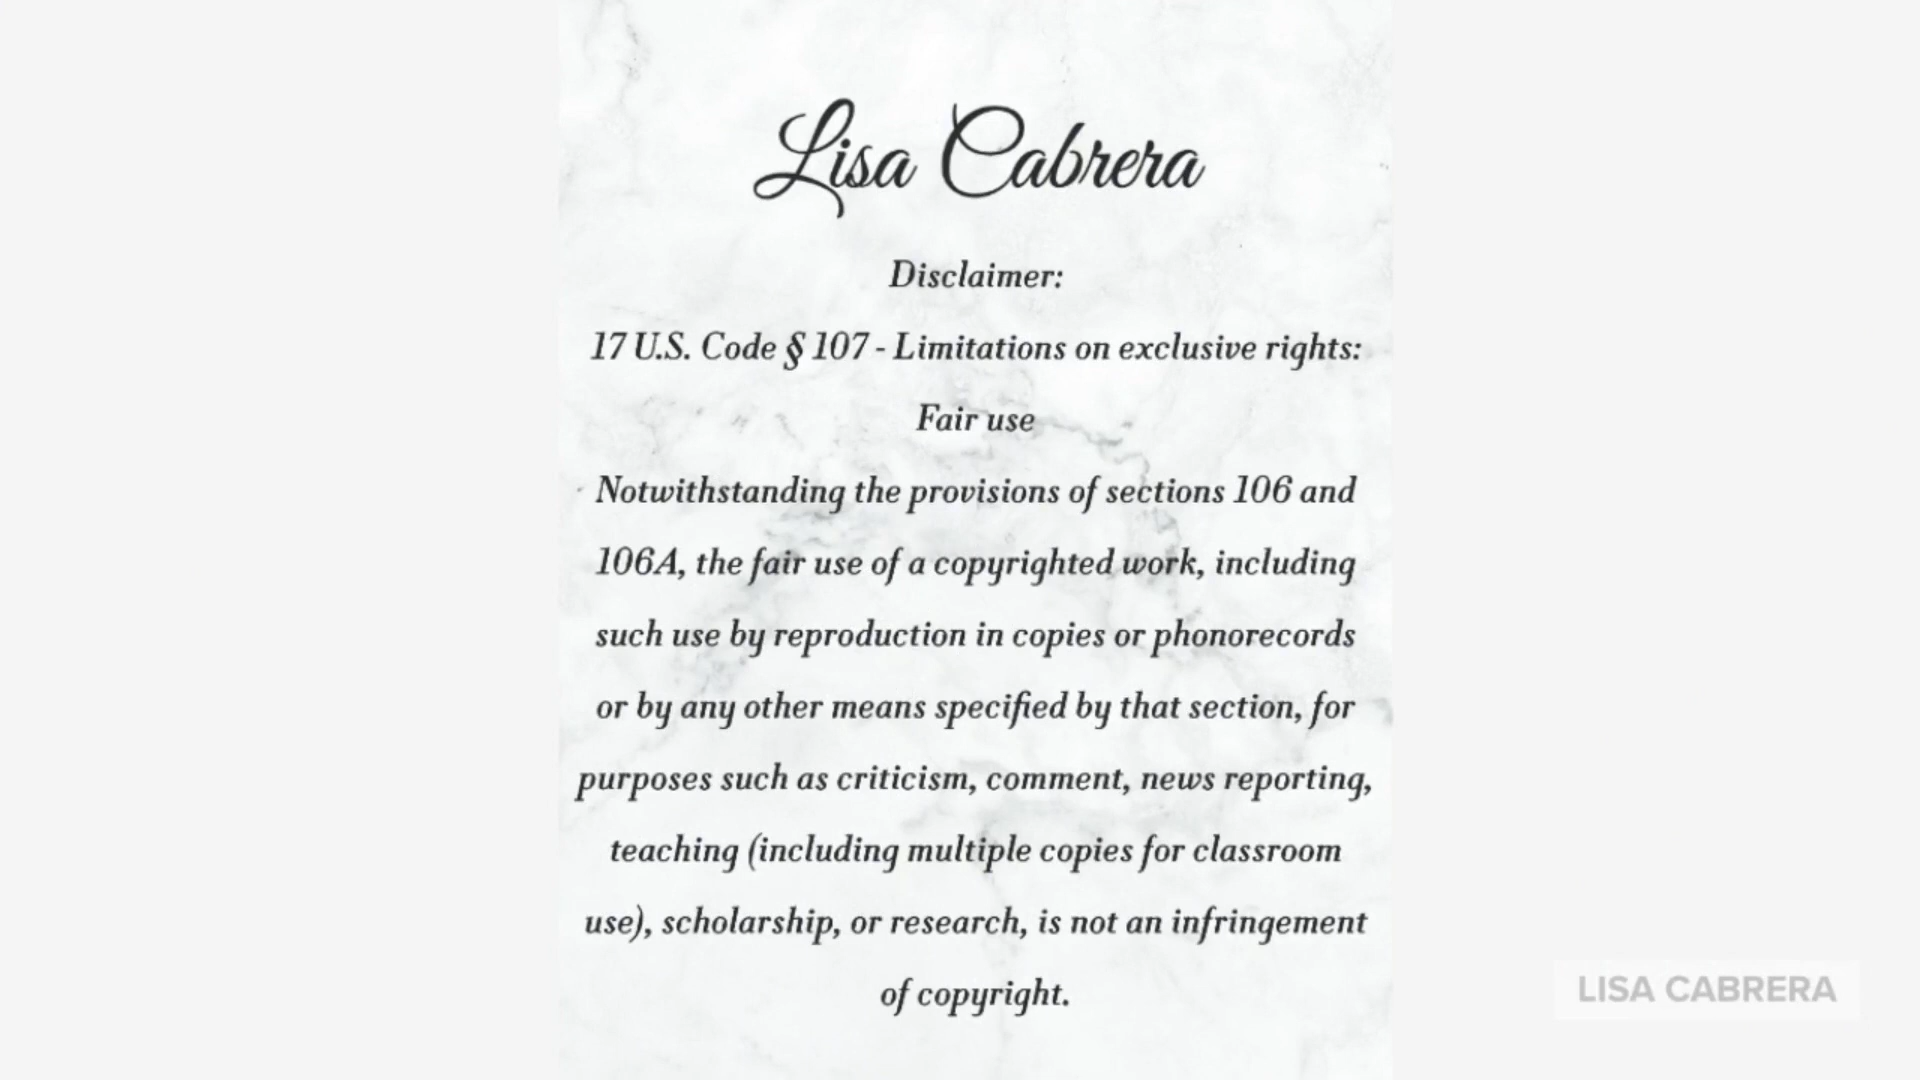 Lisa Cabrera
Disclaimer:
17 U.S. Code § 107 - Limitations on exclusive rights:
Fair use
Notwithstanding the provisions of sections 106 and
106A, the fair use of a copyrighted work, including
such use by reproduction in copies or phonorecords
or by any other means specified by that section, for
purposes such as criticism, comment, news reporting,
teaching (including multiple copies for classroom
use), scholarship, or research, is not an infringement
of copyright.
LISA CABRERA